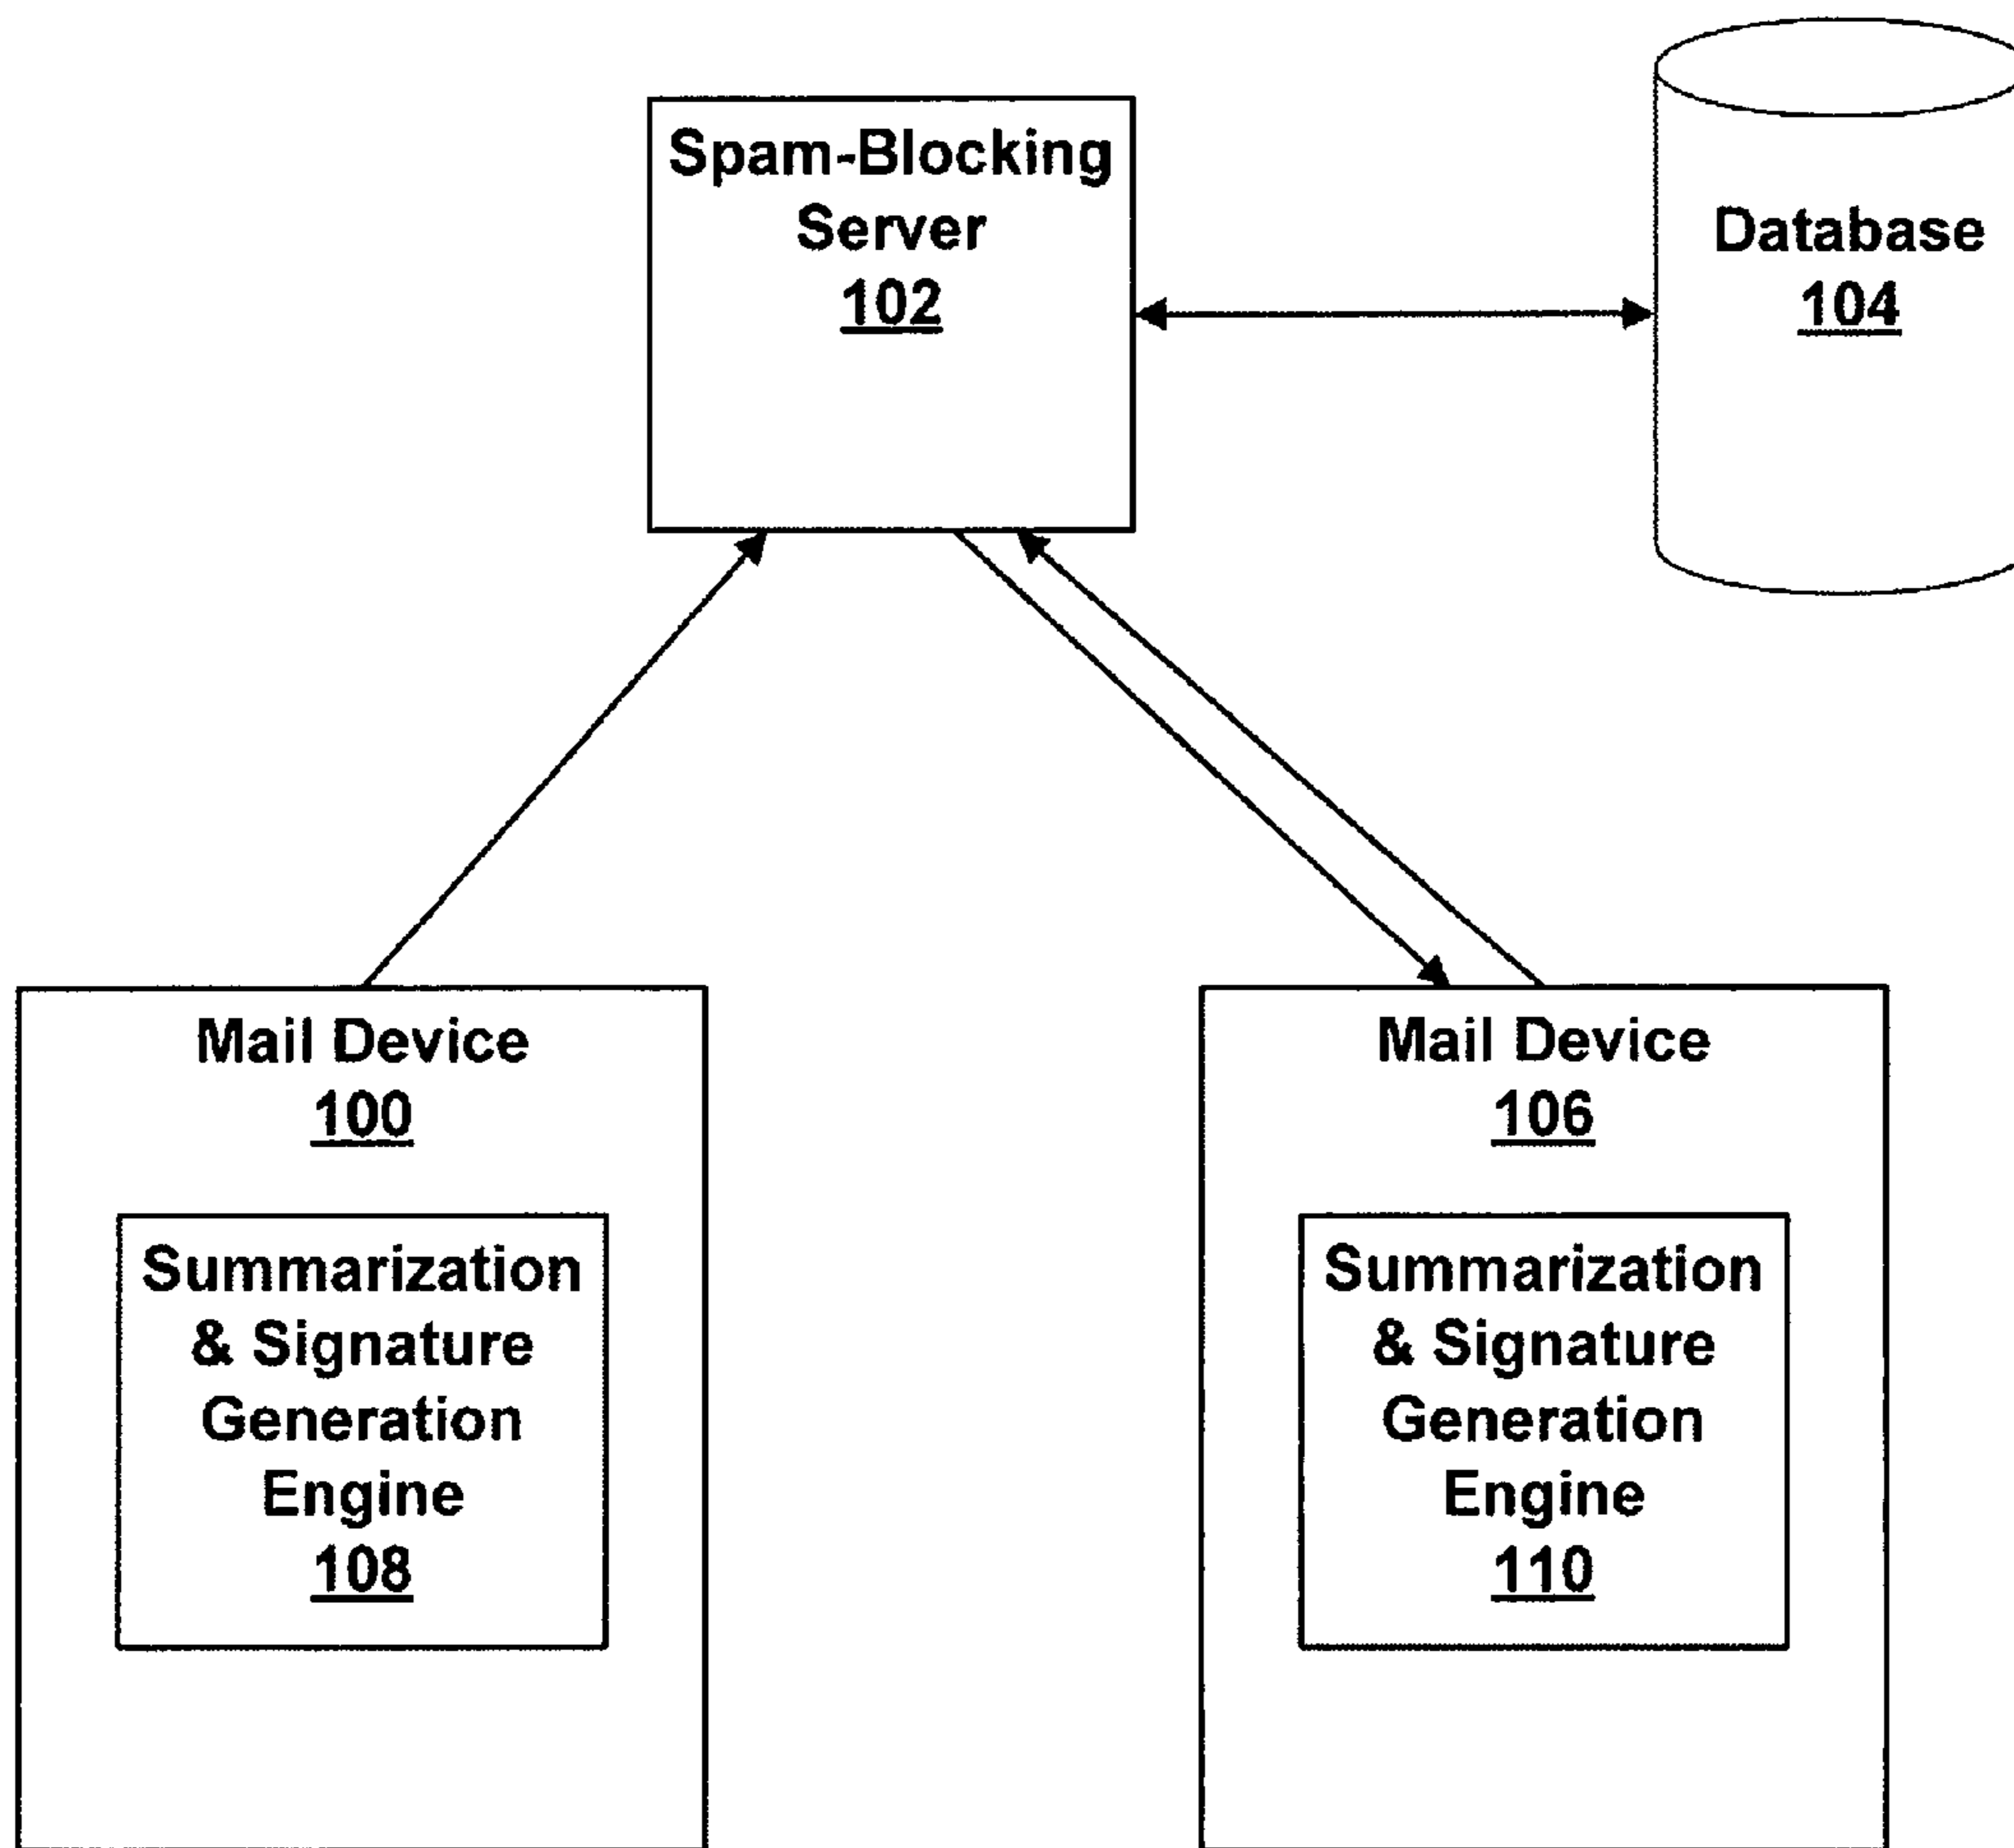 Spam-Blocking
Server
102
Database
104
Mail Device
100
Summarization
& Signature
Generation
Engine
108
Mail Device
106
Summarization
& Signature
Generation
Engine
110